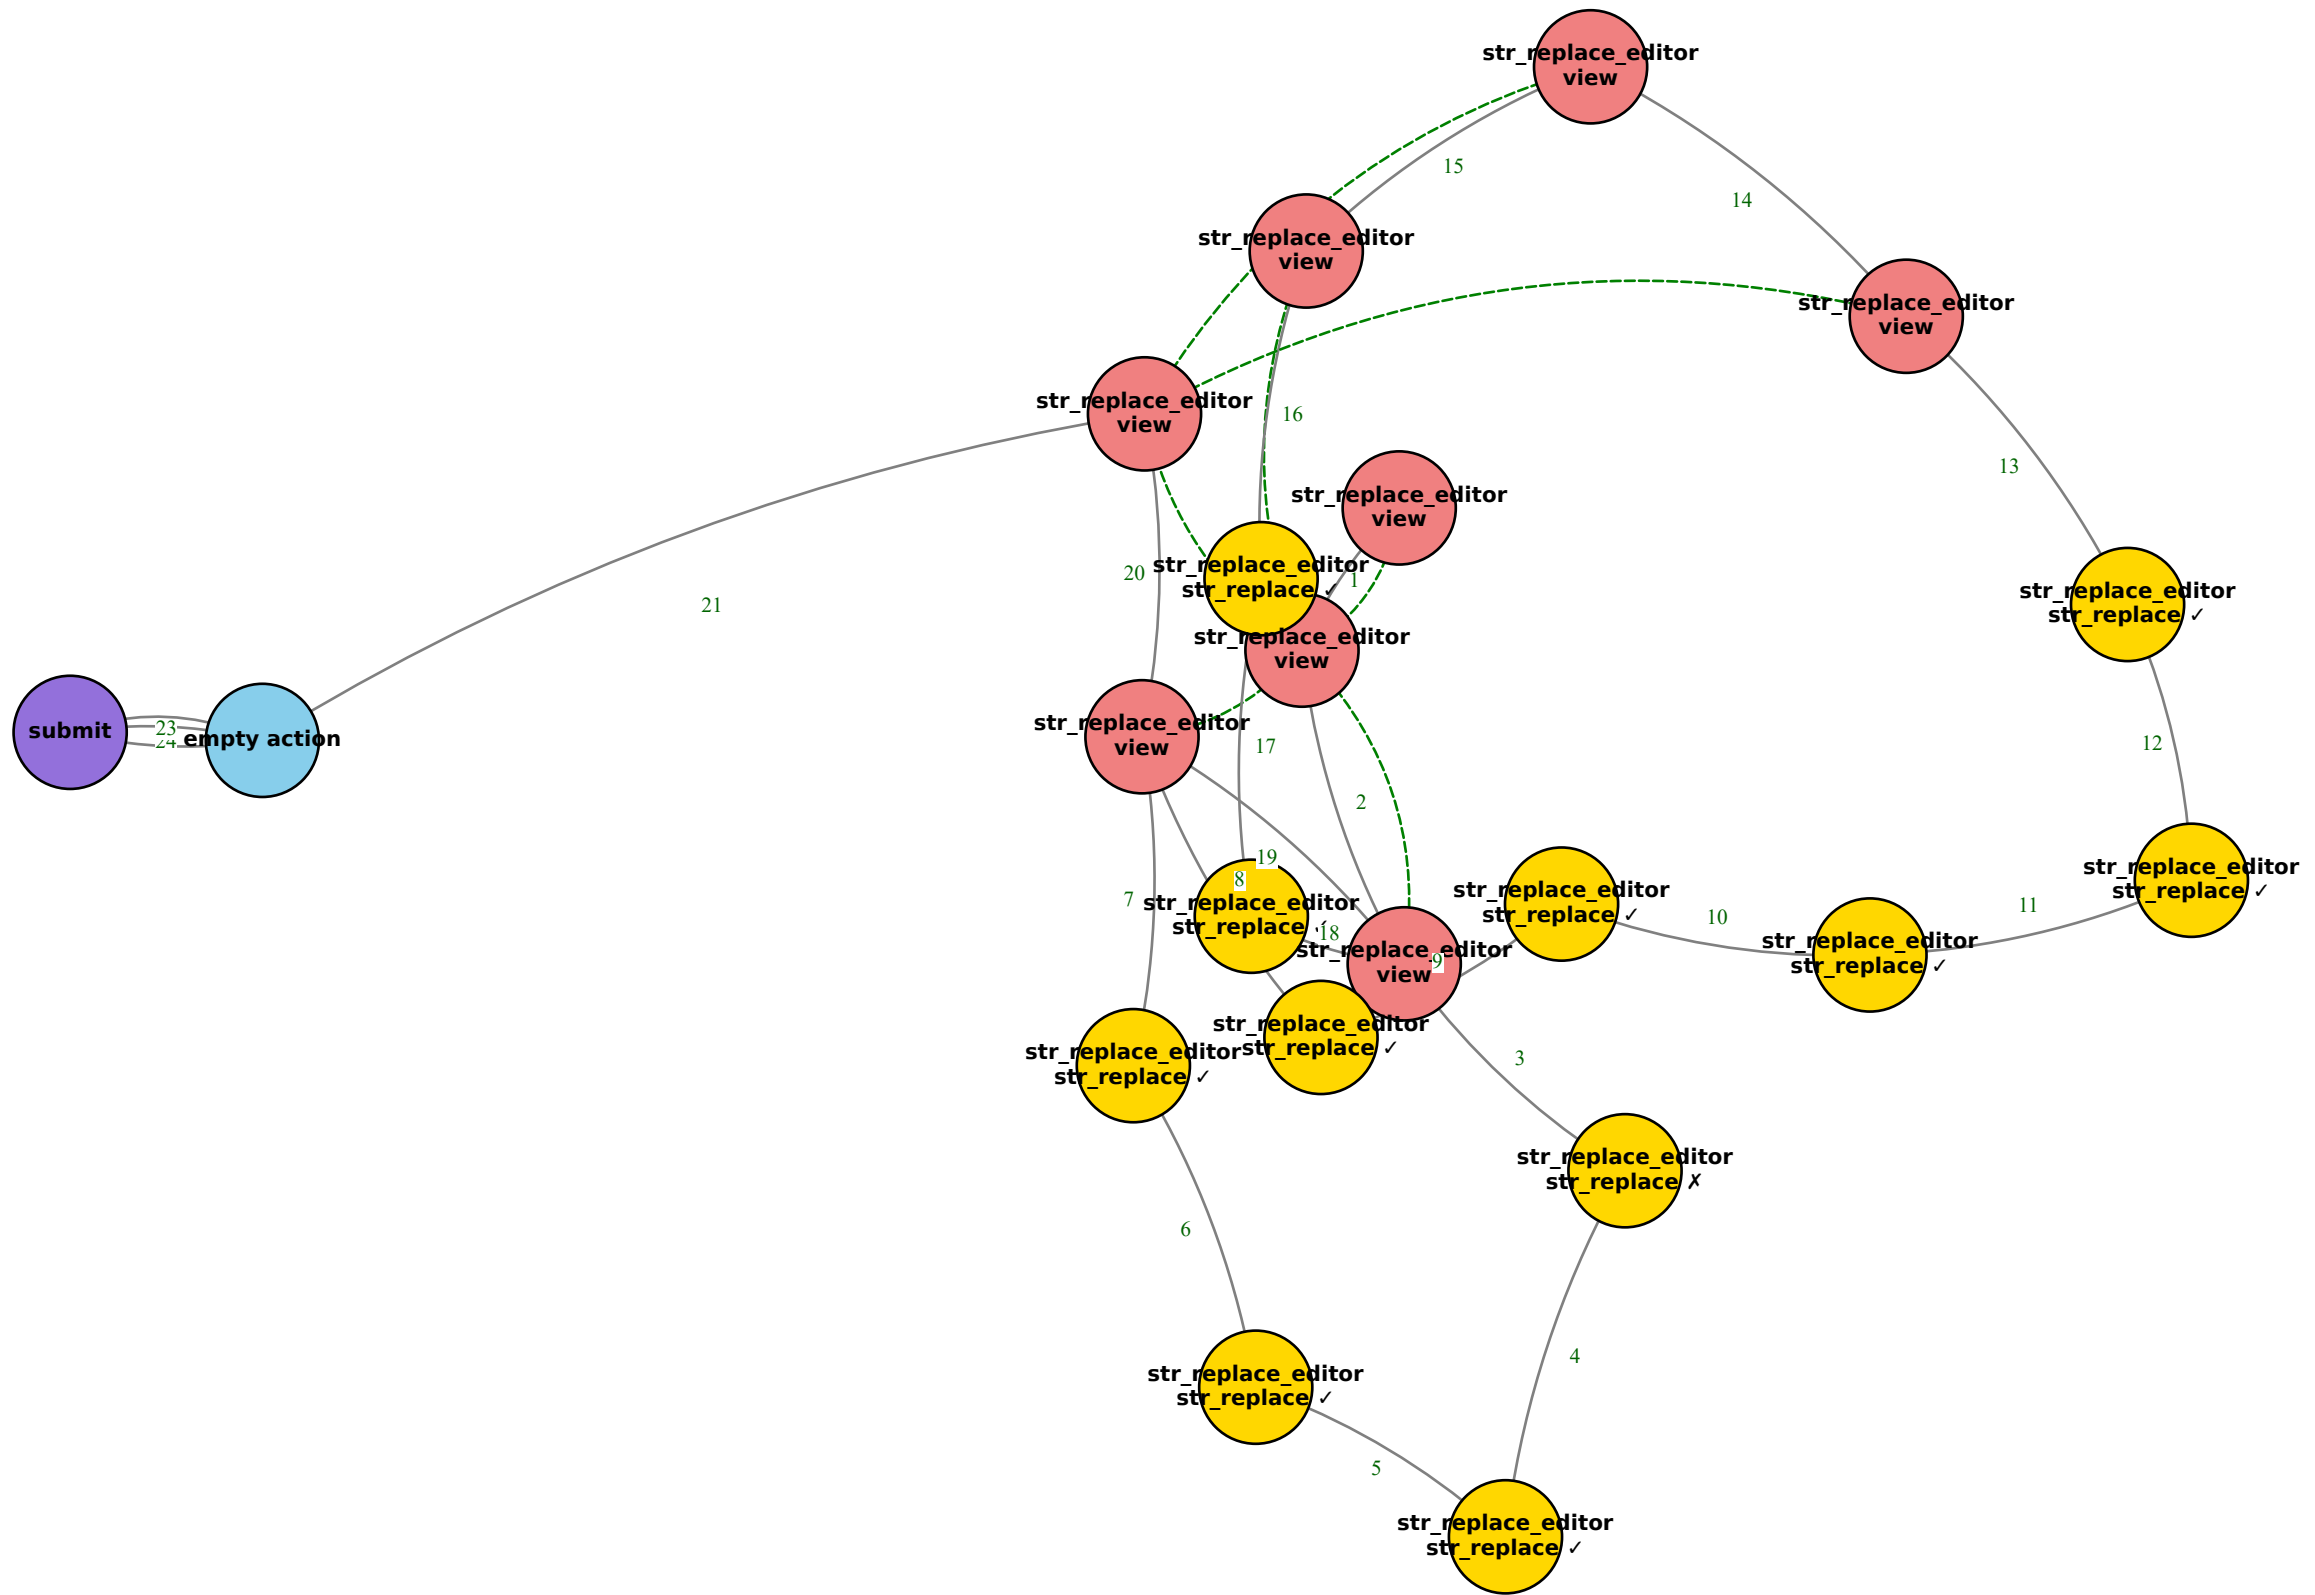 str_replace_editor
view
15
14
str_replace_editor
view
str_replace_editor
view
str_replace_editor
view
16
13
str_replace_editor
view
20
str_replace_editor
str_replace ✓
1
21
str_replace_editor
str_replace ✓
str_replace_editor
view
submit
23
24
empty action
str_replace_editor
view
17
12
2
19
8
7
str_replace_editor
str_replace
18
str_replace_editor
str_replace ✓
10
11
str_replace_editor
str_replace ✓
str_replace_editor
view
9
str_replace_editor
str_replace ✓
str_replace_editor
str_replace ✓
str_replace_editor
str_replace ✓
3
str_replace_editor
str_replace ✗
6
4
str_replace_editor
str_replace ✓
5
str_replace_editor
str_replace ✓